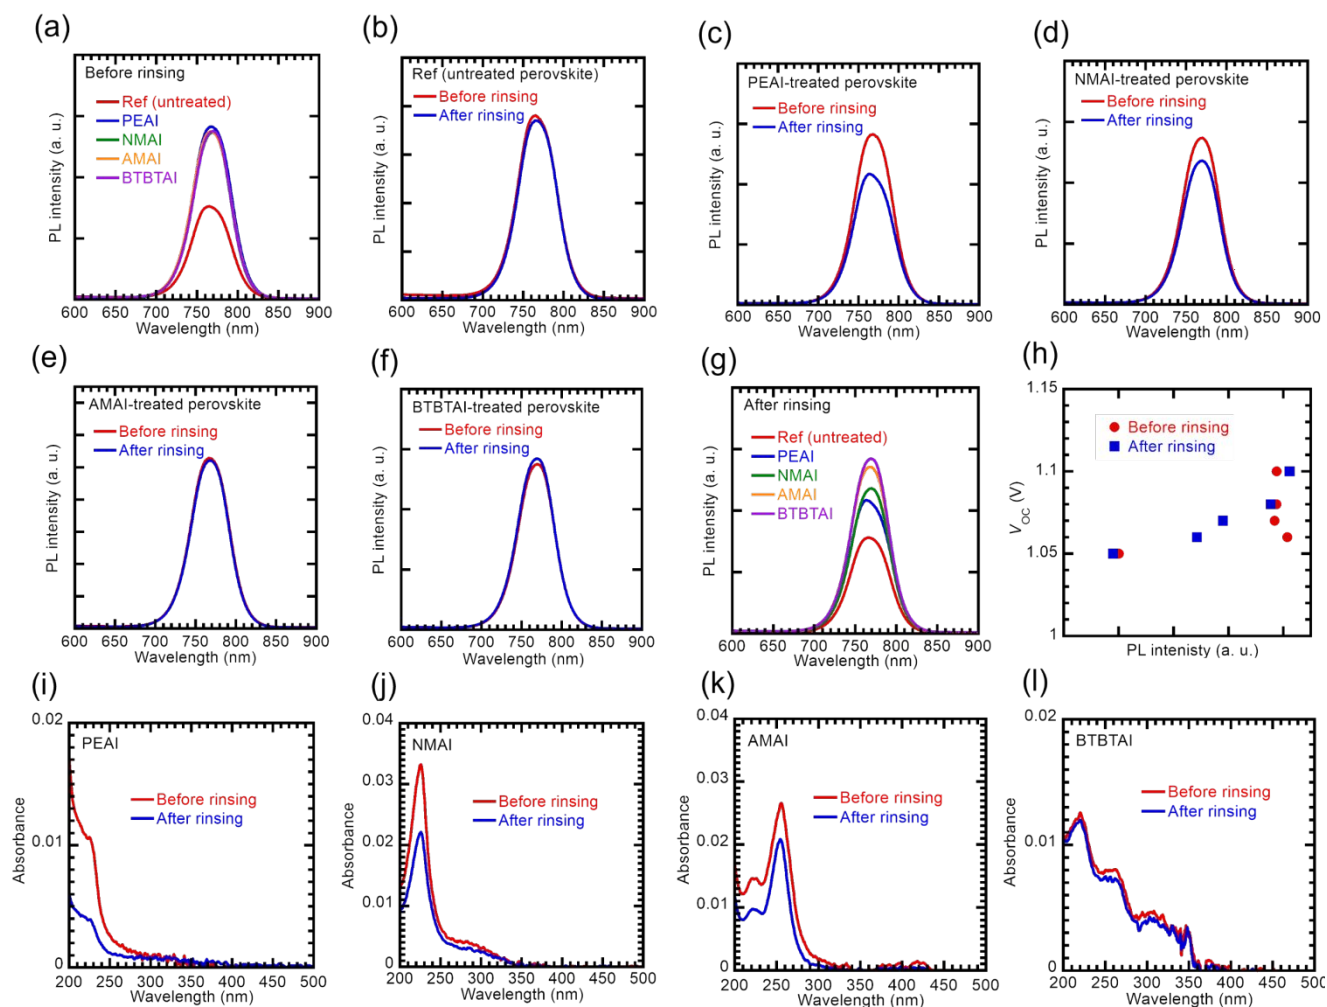 (a)
Before rinsing
Ref (untreated)
PEAI
NMAI
AMAI
BTBTAI
PL intensity (a. u.)
600 650 700 750 800 850 900
Wavelength (nm)
(b)
Ref (untreated perovskite)
Before rinsing
After rinsing
PL intensity (a. u.)
600 650 700 750 800 850 900
Wavelength (nm)
(c)
PEAI-treated perovskite
Before rinsing
After rinsing
PL intensity (a. u.)
600 650 700 750 800 850 900
Wavelength (nm)
(d)
NMAI-treated perovskite
Before rinsing
After rinsing
PL intensity (a. u.)
600 650 700 750 800 850 900
Wavelength (nm)
(e)
AMAI-treated perovskite
Before rinsing
After rinsing
PL intensity (a. u.)
600 650 700 750 800 850 900
Wavelength (nm)
(f)
BTBTAI-treated perovskite
Before rinsing
After rinsing
PL intensity (a. u.)
600 650 700 750 800 850 900
Wavelength (nm)
(g)
After rinsing
Ref (untreated)
PEAI
NMAI
AMAI
BTBTAI
PL intensity (a. u.)
600 650 700 750 800 850 900
Wavelength (nm)
(h)
1.15
1.1
1.05
1
Before rinsing
After rinsing
VOC (V)
PL intenisty (a. u.)
(i)
0.02
0.01
0
PEAI
Before rinsing
After rinsing
Absorbance
200 250 300 350 400 450 500
Wavelength (nm)
(j)
0.04
0.03
0.02
0.01
0
NMAI
Before rinsing
After rinsing
Absorbance
200 250 300 350 400 450 500
Wavelength (nm)
(k)
0.04
0.03
0.02
0.01
0
AMAI
Before rinsing
After rinsing
Absorbance
200 250 300 350 400 450 500
Wavelength (nm)
(l)
0.02
0.01
0
BTBTAI
Before rinsing
After rinsing
Absorbance
200 250 300 350 400 450 500
Wavelength (nm)